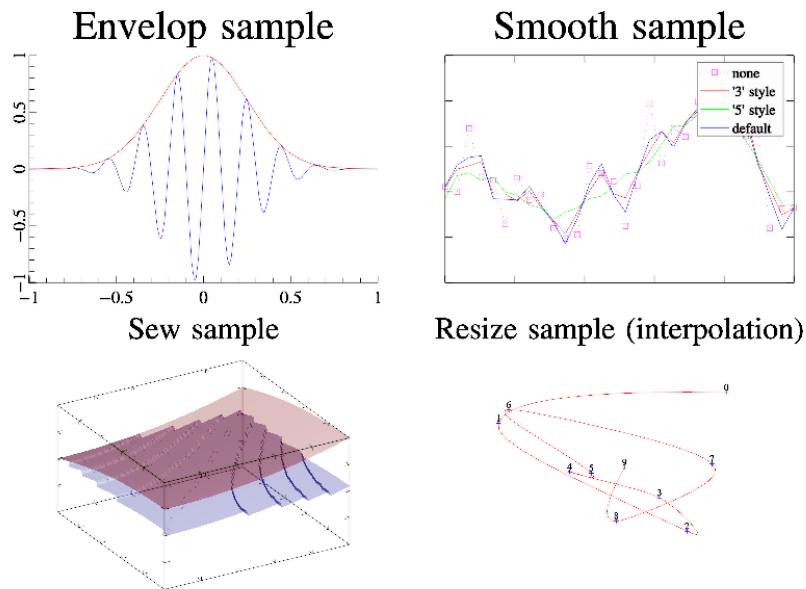 Envelop sample
Smooth sample
1
0.5
0
−0.5
−1
−1
−0.5
0
0.5
1
none
'3' style
'5' style
default
Sew sample
Resize sample (interpolation)
0
6
1
4
5
9
7
3
8
2